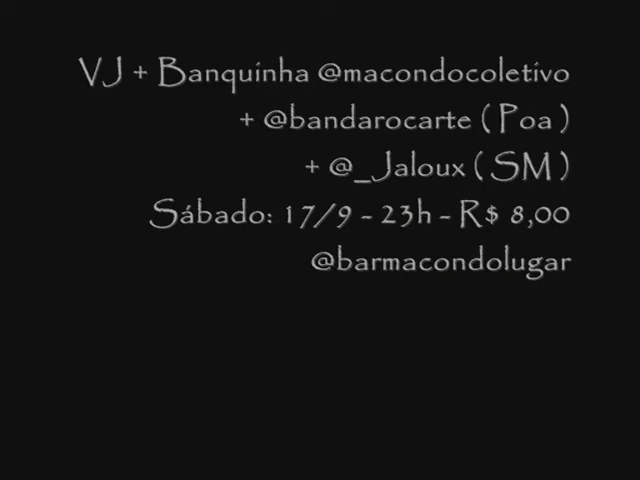 VJ + Banquinha @macondocoletivo
+ @bandarocarte ( Poa )
+ @_Jaloux ( SM )
Sábado: 17/9 - 23h - R$ 8,00
@barmacondolugar